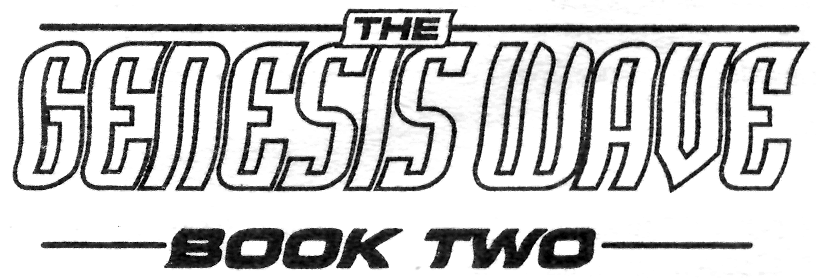 THE
GENESIS WAVE
BOOK TWO